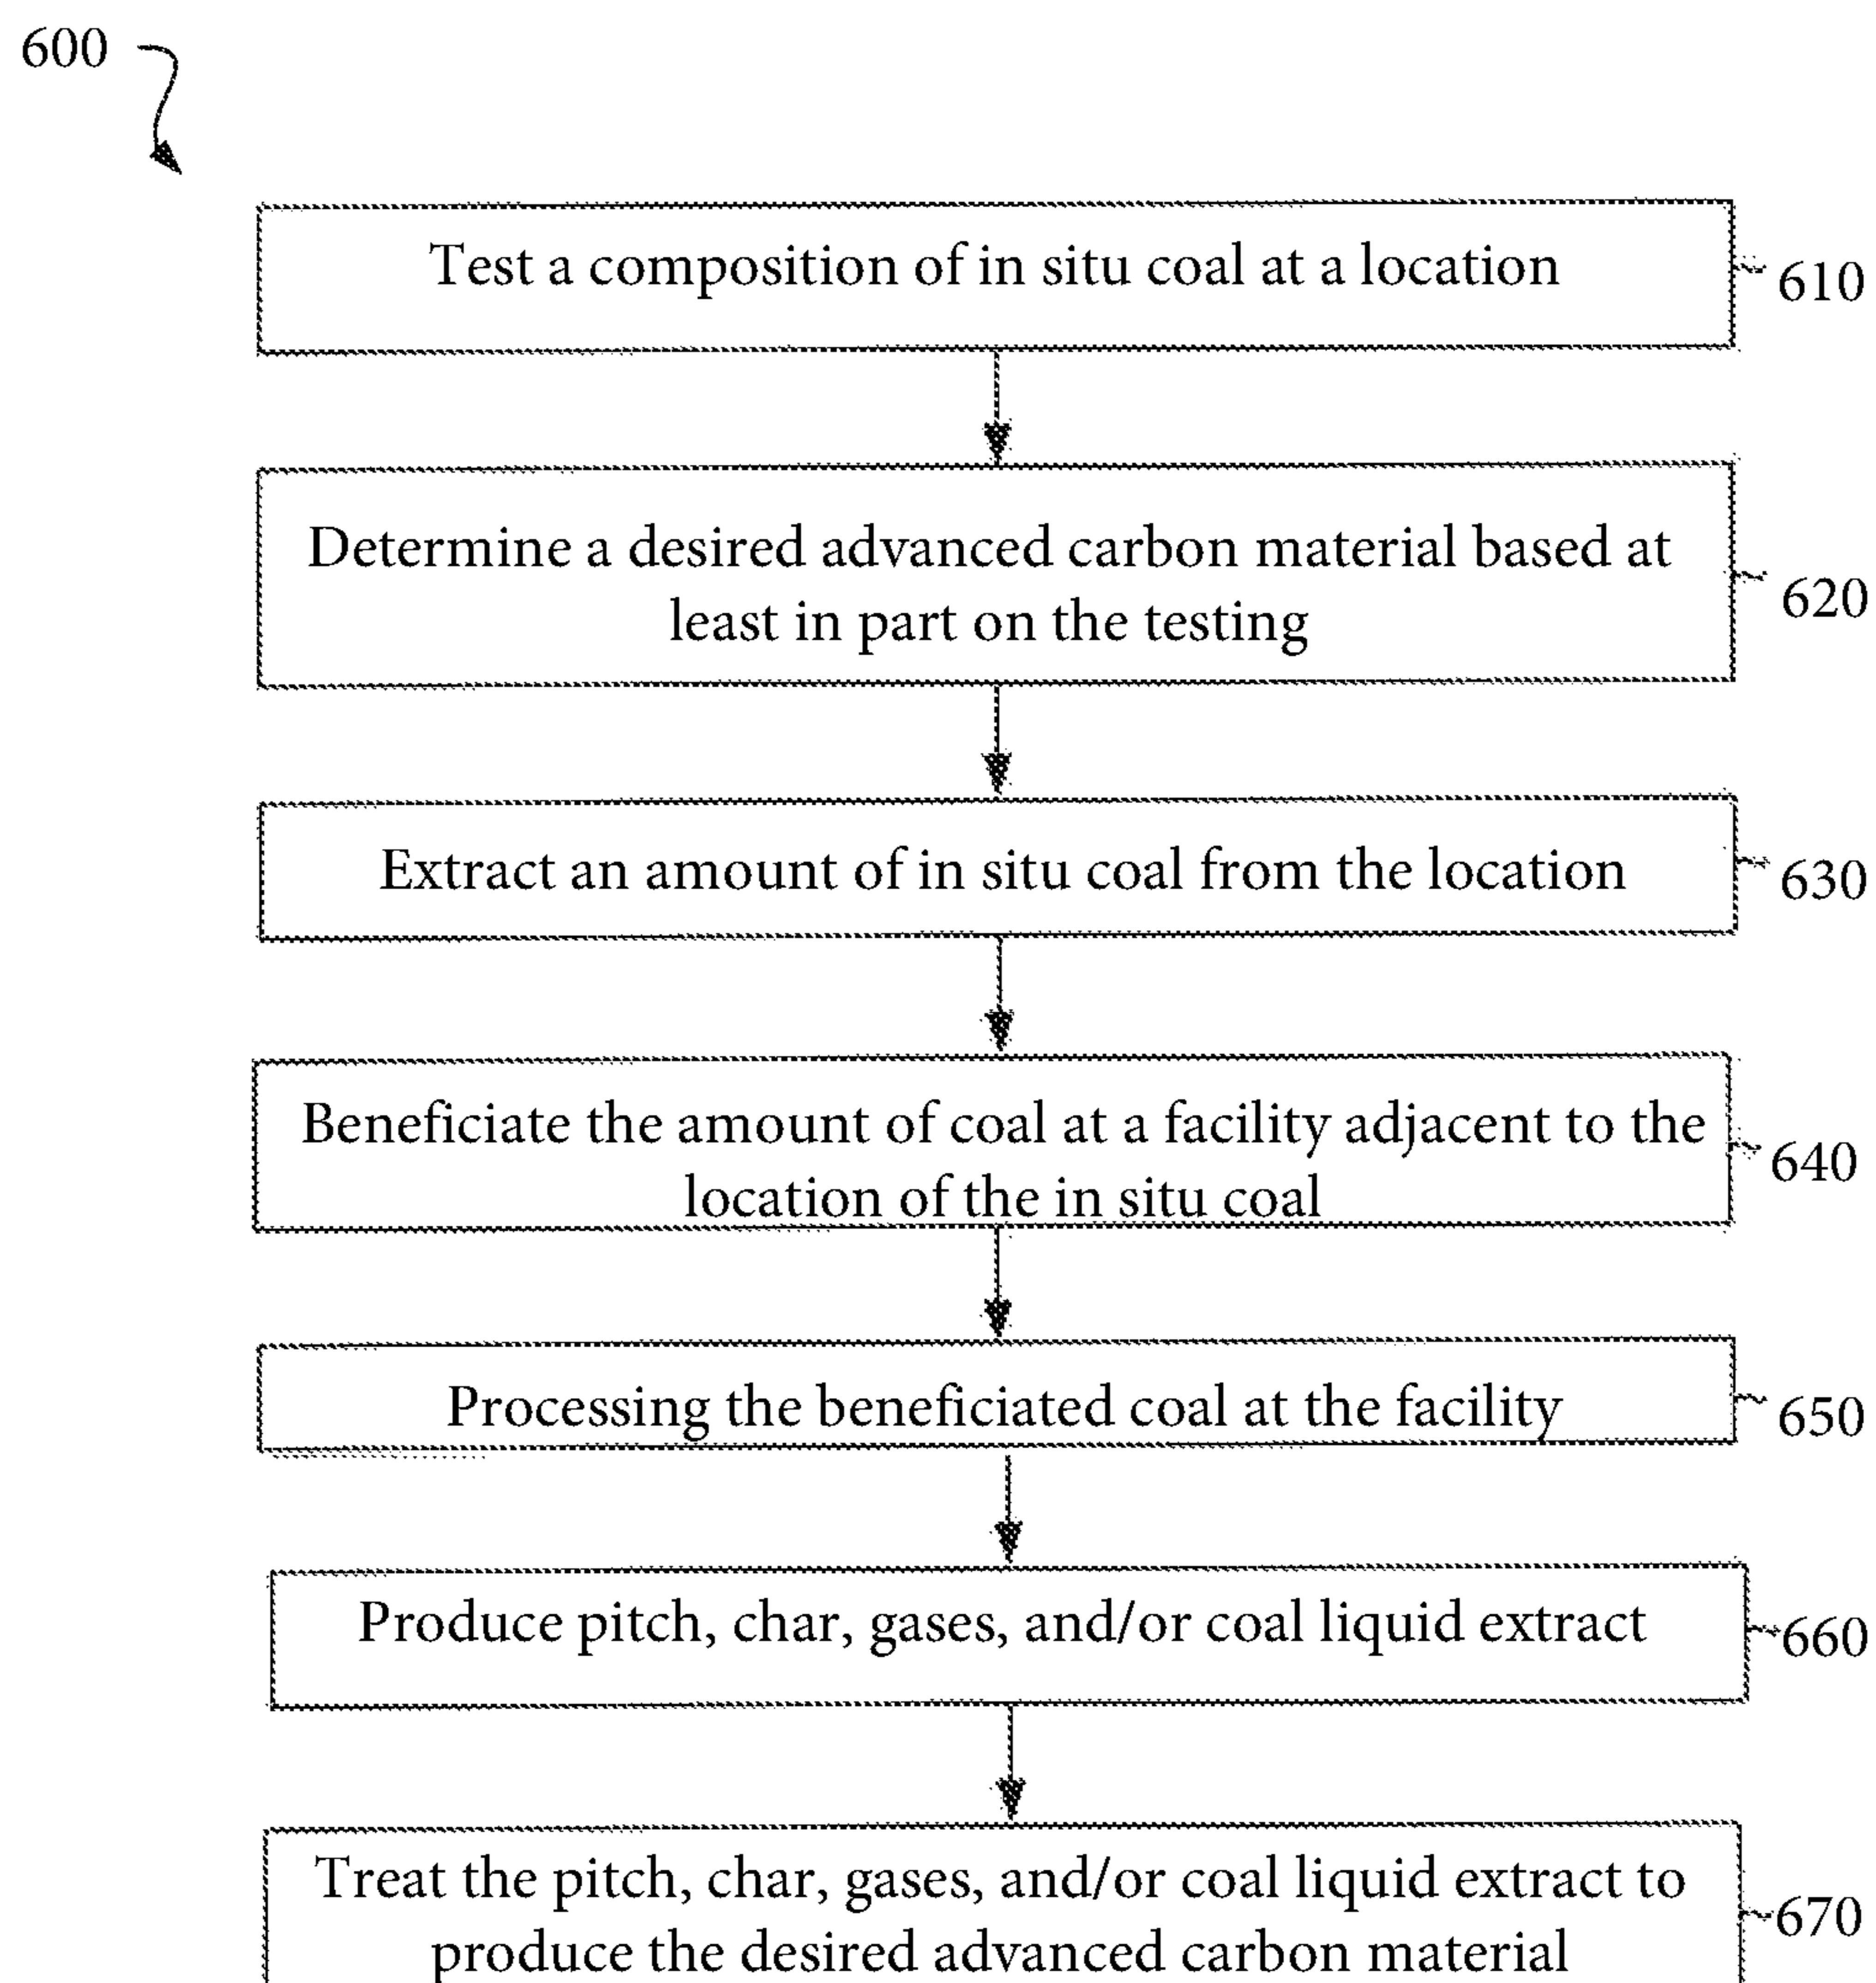 600
Test a composition of in situ coal at a location
610
Determine a desired advanced carbon material based at
least in part on the testing
620
Extract an amount of in situ coal from the location
630
Beneficiate the amount of coal at a facility adjacent to the
location of the in situ coal
640
Processing the beneficiated coal at the facility
650
Produce pitch, char, gases, and/or coal liquid extract
660
Treat the pitch, char, gases, and/or coal liquid extract to
produce the desired advanced carbon material
670